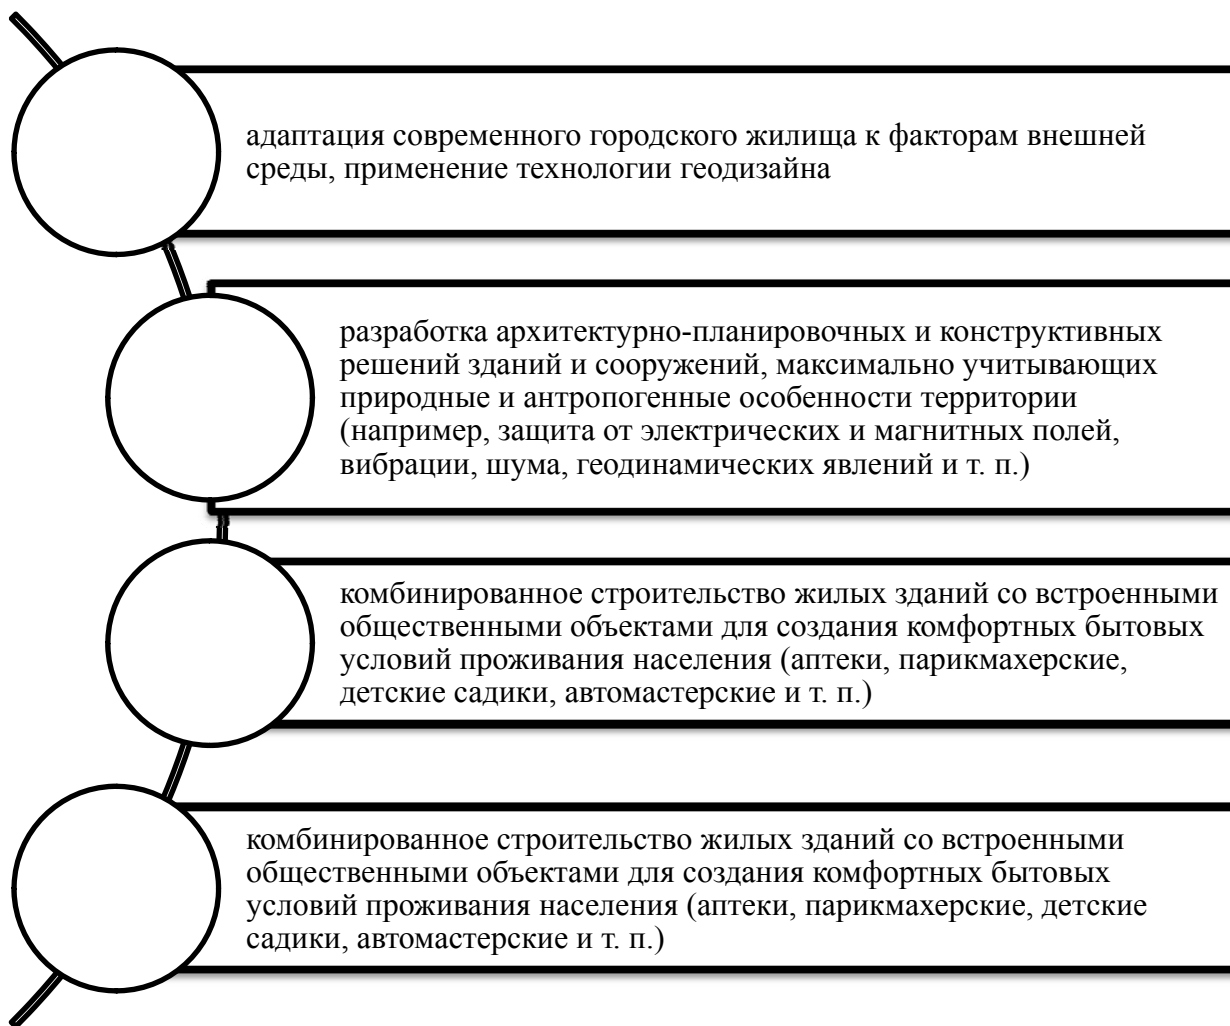 адаптация современного городского жилища к факторам внешней
среды, применение технологии геодизайна
разработка архитектурно-планировочных и конструктивных
решений зданий и сооружений, максимально учитывающих
природные и антропогенные особенности территории
(например, защита от электрических и магнитных полей,
вибрации, шума, геодинамических явлений и т. п.)
комбинированное строительство жилых зданий со встроенными
общественными объектами для создания комфортных бытовых
условий проживания населения (аптеки, парикмахерские,
детские садики, автомастерские и т. п.)
комбинированное строительство жилых зданий со встроенными
общественными объектами для создания комфортных бытовых
условий проживания населения (аптеки, парикмахерские, детские
садики, автомастерские и т. п.)